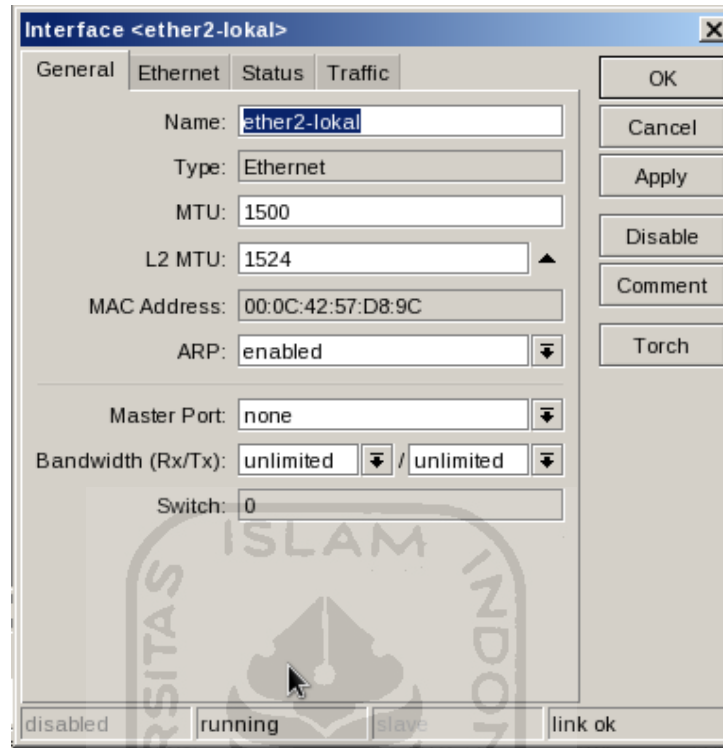 Interface <ether2-lokal>
General Ethernet Status Traffic
Name: ether2-lokal
Type: Ethernet
MTU: 1500
L2 MTU: 1524
MAC Address: 00:0C:42:57:D8:9C
ARP: enabled
Master Port: none
Bandwidth (Rx/Tx): unlimited / unlimited
Switch: 0
OK
Cancel
Apply
Disable
Comment
Torch
ISLAM
disabled running slave link ok